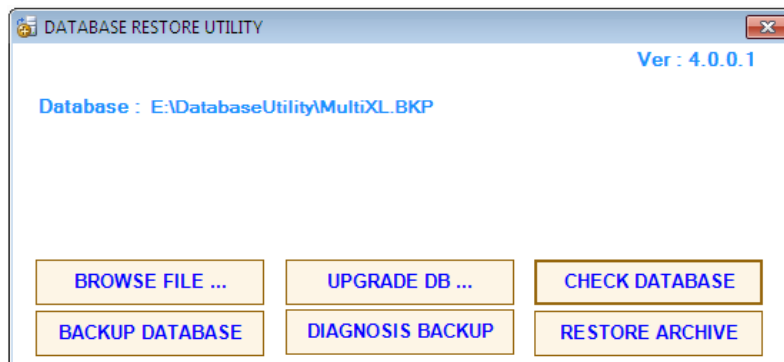 DATABASE RESTORE UTILITY
Ver : 4.0.0.1
Database : E:\DatabaseUtility\MultiXL.BKP
BROWSE FILE ... UPGRADE DB ... CHECK DATABASE
BACKUP DATABASE DIAGNOSIS BACKUP RESTORE ARCHIVE